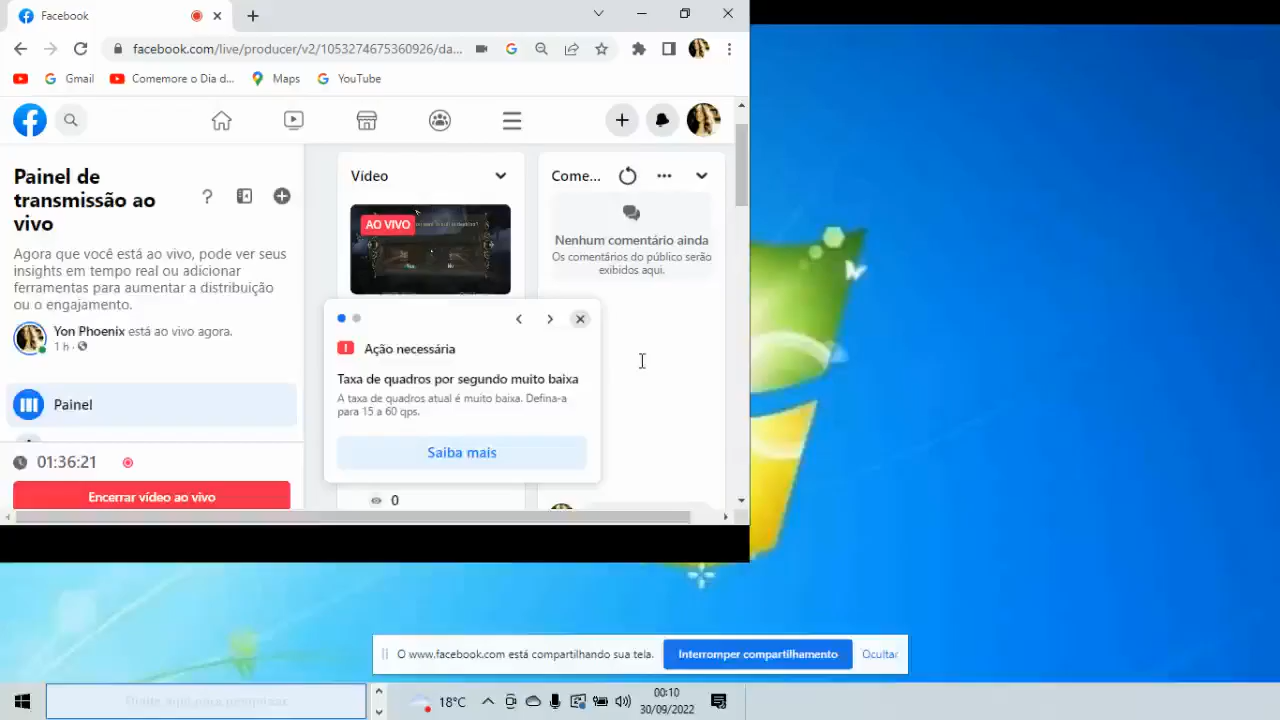 Facebook
facebook.com/live/producer/v2/1053274675360926/da...
Gmail
Comemore o Dia d...
Maps
YouTube
Painel de
transmissão ao
vivo
Agora que você está ao vivo, pode ver seus
insights em tempo real ou adicionar
ferramentas para aumentar a distribuição
ou o engajamento.
Yon Phoenix está ao vivo agora.
1 h ·
Painel
01:36:21
Encerrar vídeo ao vivo
Vídeo
AO VIVO
Ação necessária
Taxa de quadros por segundo muito baixa
A taxa de quadros atual é muito baixa. Defina-a
para 15 a 60 qps.
Saiba mais
0
Come...
Nenhum comentário ainda
Os comentários do público serão
exibidos aqui.
O www.facebook.com está compartilhando sua tela.
Interromper compartilhamento
Ocultar
Digite aqui para pesquisar
18°C
00:10
30/09/2022